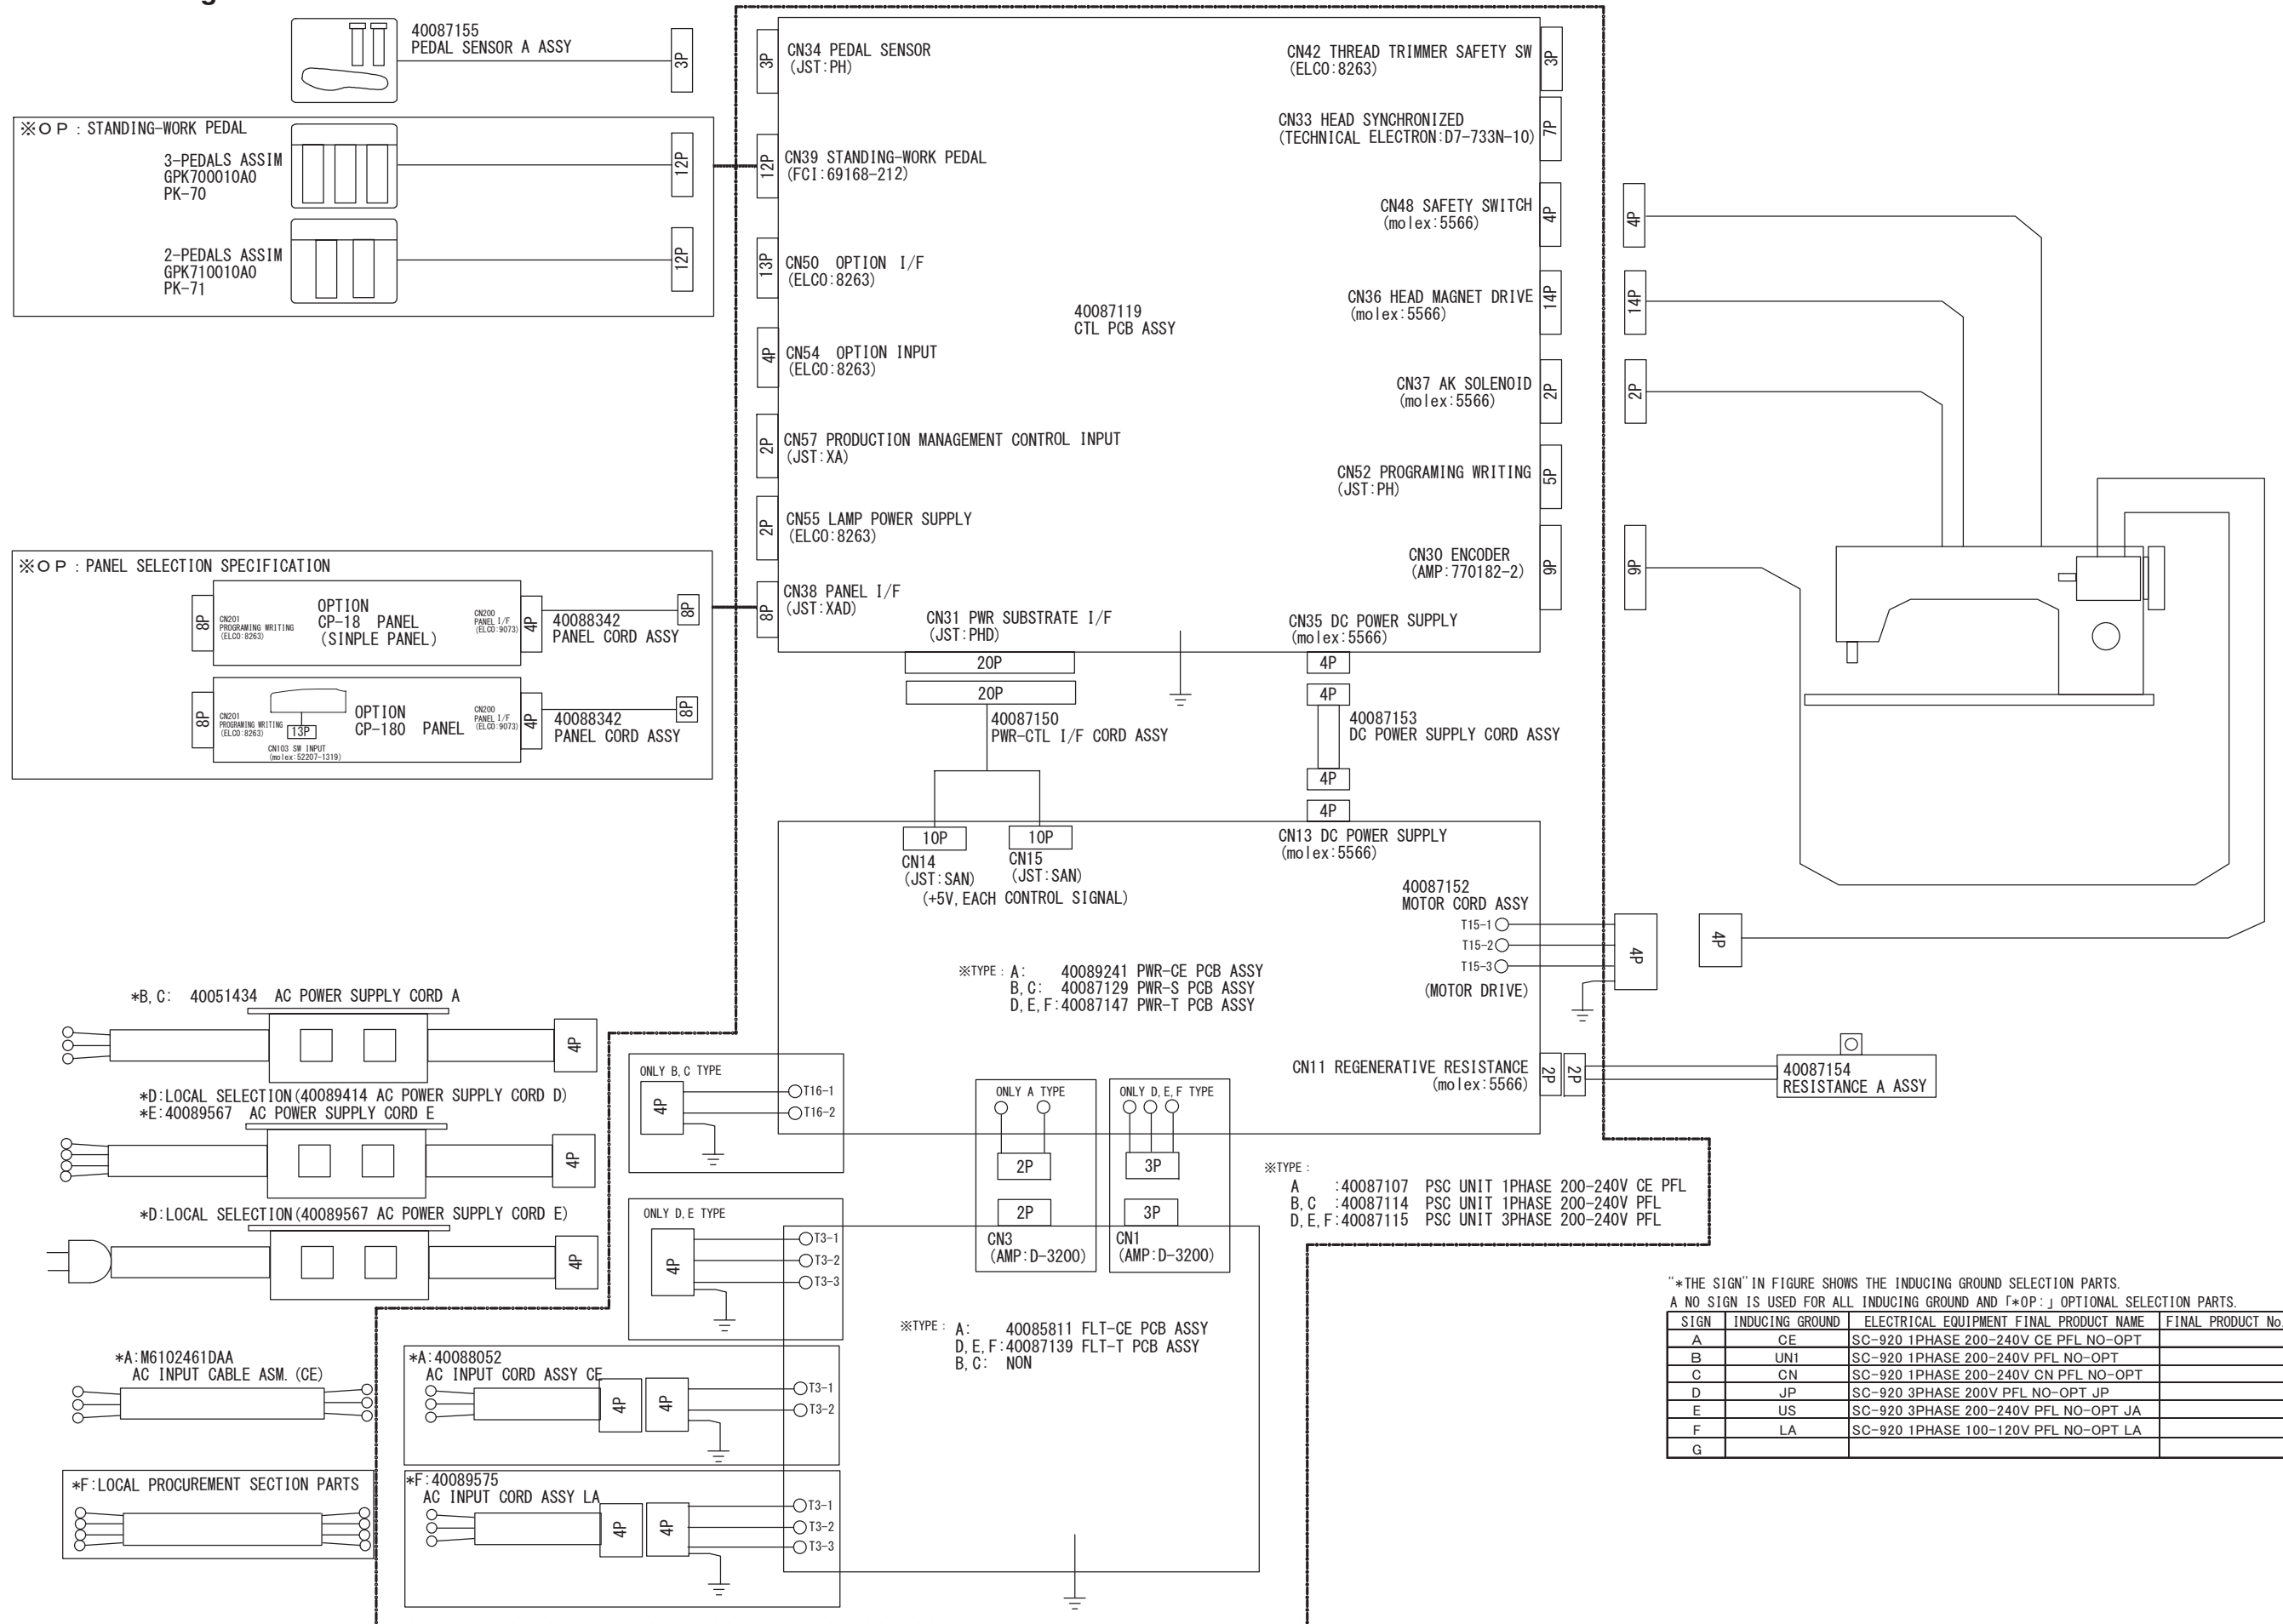 40087155
PEDAL SENSOR A ASSY
3P
※OP : STANDING-WORK PEDAL
3-PEDALS ASSIM
GPK700010A0
PK-70
12P
2-PEDALS ASSIM
GPK710010A0
PK-71
12P
3P
CN34 PEDAL SENSOR
(JST:PH)
12P
CN39 STANDING-WORK PEDAL
(FCI:69168-212)
13P
CN50 OPTION I/F
(ELCO:8263)
4P
CN54 OPTION INPUT
(ELCO:8263)
2P
CN57 PRODUCTION MANAGEMENT CONTROL INPUT
(JST:XA)
2P
CN55 LAMP POWER SUPPLY
(ELCO:8263)
8P
CN38 PANEL I/F
(JST:XAD)
40087119
CTL PCB ASSY
CN42 THREAD TRIMMER SAFETY SW
(ELCO:8263)
3P
CN33 HEAD SYNCHRONIZED
(TECHNICAL ELECTRON:D7-733N-10)
7P
CN48 SAFETY SWITCH
(molex:5566)
4P
4P
CN36 HEAD MAGNET DRIVE
(molex:5566)
14P
14P
CN37 AK SOLENOID
(molex:5566)
2P
2P
CN52 PROGRAMING WRITING
(JST:PH)
5P
CN30 ENCODER
(AMP:770182-2)
9P
9P
CN31 PWR SUBSTRATE I/F
(JST:PHD)
CN35 DC POWER SUPPLY
(molex:5566)
20P
20P
40087150
PWR-CTL I/F CORD ASSY
4P
4P
40087153
DC POWER SUPPLY CORD ASSY
4P
4P
※OP : PANEL SELECTION SPECIFICATION
8P
CN201
PROGRAMING WRITING
(ELCO:8263)
OPTION
CP-18 PANEL
(SINPLE PANEL)
CN200
PANEL I/F
(ELCO:9073)
4P
40088342
PANEL CORD ASSY
8P
8P
CN201
PROGRAMING WRITING
(ELCO:8263)
13P
CN103 SW INPUT
(molex:52207-1319)
OPTION
CP-180 PANEL
CN200
PANEL I/F
(ELCO:9073)
4P
40088342
PANEL CORD ASSY
8P
10P
CN14
(JST:SAN)
10P
CN15
(JST:SAN)
(+5V,EACH CONTROL SIGNAL)
CN13 DC POWER SUPPLY
(molex:5566)
40087152
MOTOR CORD ASSY
T15-1
T15-2
T15-3
(MOTOR DRIVE)
4P
4P
※TYPE : A: 40089241 PWR-CE PCB ASSY
B,C: 40087129 PWR-S PCB ASSY
D,E,F:40087147 PWR-T PCB ASSY
CN11 REGENERATIVE RESISTANCE
(molex:5566)
2P
2P
40087154
RESISTANCE A ASSY
*B,C: 40051434 AC POWER SUPPLY CORD A
4P
*D:LOCAL SELECTION(40089414 AC POWER SUPPLY CORD D)
*E:40089567 AC POWER SUPPLY CORD E
4P
*D:LOCAL SELECTION(40089567 AC POWER SUPPLY CORD E)
4P
ONLY B,C TYPE
4P
T16-1
T16-2
ONLY A TYPE
2P
2P
CN3
(AMP:D-3200)
ONLY D,E,F TYPE
3P
3P
CN1
(AMP:D-3200)
ONLY D,E TYPE
4P
T3-1
T3-2
T3-3
※TYPE :
A :40087107 PSC UNIT 1PHASE 200-240V CE PFL
B,C :40087114 PSC UNIT 1PHASE 200-240V PFL
D,E,F:40087115 PSC UNIT 3PHASE 200-240V PFL
※TYPE : A: 40085811 FLT-CE PCB ASSY
D,E,F:40087139 FLT-T PCB ASSY
B,C: NON
*A:M6102461DAA
AC INPUT CABLE ASM.(CE)
*A:40088052
AC INPUT CORD ASSY CE
4P
4P
T3-1
T3-2
*F:LOCAL PROCUREMENT SECTION PARTS
*F:40089575
AC INPUT CORD ASSY LA
4P
4P
T3-1
T3-2
T3-3
"*THE SIGN"IN FIGURE SHOWS THE INDUCING GROUND SELECTION PARTS.
A NO SIGN IS USED FOR ALL INDUCING GROUND AND「*OP:」OPTIONAL SELECTION PARTS.
SIGN INDUCING GROUND ELECTRICAL EQUIPMENT FINAL PRODUCT NAME FINAL PRODUCT No.
A CE SC-920 1PHASE 200-240V CE PFL NO-OPT
B UN1 SC-920 1PHASE 200-240V PFL NO-OPT
C CN SC-920 1PHASE 200-240V CN PFL NO-OPT
D JP SC-920 3PHASE 200V PFL NO-OPT JP
E US SC-920 3PHASE 200-240V PFL NO-OPT JA
F LA SC-920 1PHASE 100-120V PFL NO-OPT LA
G